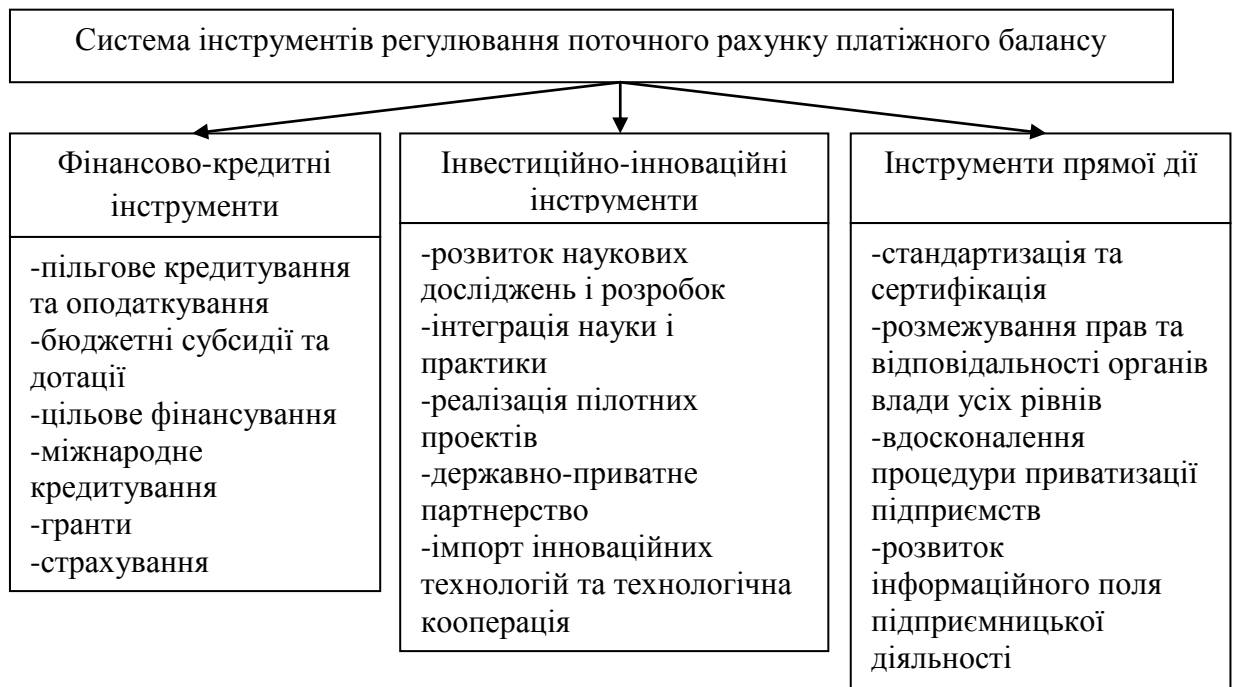 Система інструментів регулювання поточного рахунку платіжного балансу
Фінансово-кредитні
інструменти
-пільгове кредитування
та оподаткування
-бюджетні субсидії та
дотації
-цільове фінансування
-міжнародне
кредитування
-гранти
-страхування
Інвестиційно-інноваційні
інструменти
-розвиток наукових
досліджень і розробок
-інтеграція науки і
практики
-реалізація пілотних
проектів
-державно-приватне
партнерство
-імпорт інноваційних
технологій та технологічна
кооперація
Інструменти прямої дії
-стандартизація та
сертифікація
-розмежування прав та
відповідальності органів
влади усіх рівнів
-вдосконалення
процедури приватизації
підприємств
-розвиток
інформаційного поля
підприємницької
діяльності